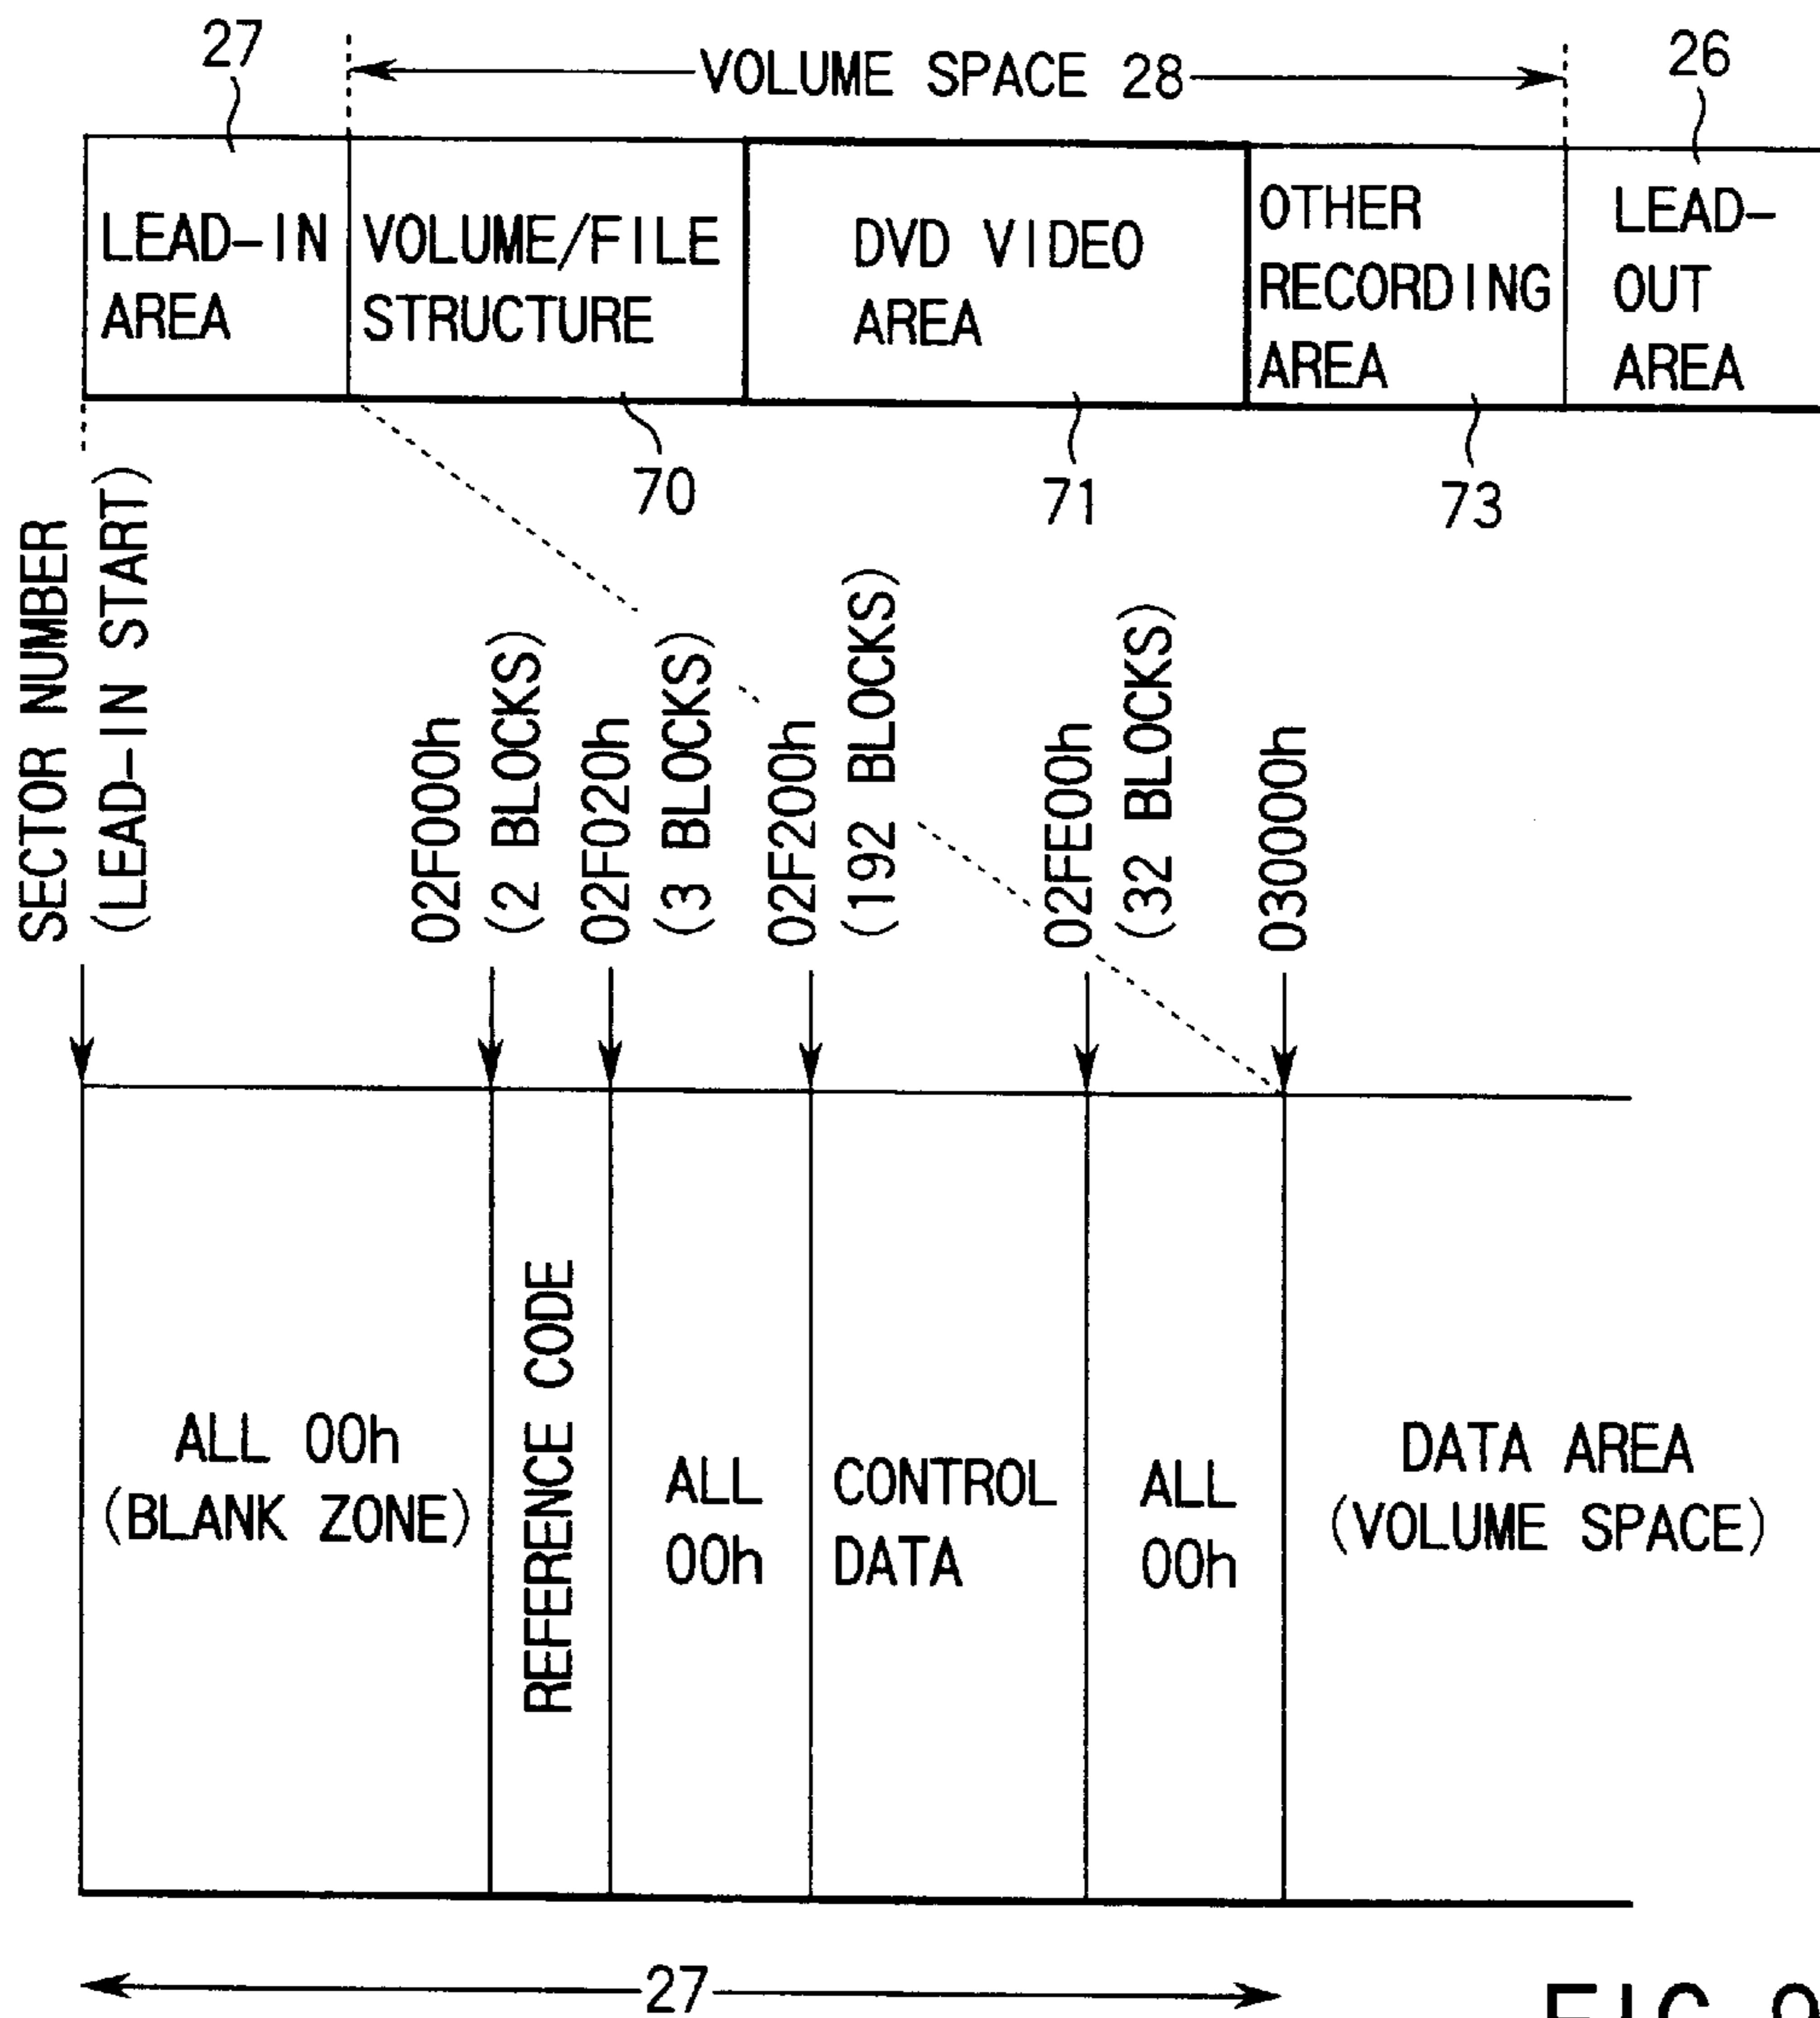 27
VOLUME SPACE 28
26
LEAD-IN
AREA
VOLUME/FILE
STRUCTURE
DVD VIDEO
AREA
OTHER
RECORDING
AREA
LEAD-
OUT
AREA
70
71
73
SECTOR NUMBER
(LEAD-IN START)
02F000h
(2 BLOCKS)
02F020h
(3 BLOCKS)
02F200h
(192 BLOCKS)
02FE00h
(32 BLOCKS)
030000h
ALL 00h
(BLANK ZONE)
REFERENCE CODE
ALL
00h
CONTROL
DATA
ALL
00h
DATA AREA
(VOLUME SPACE)
27